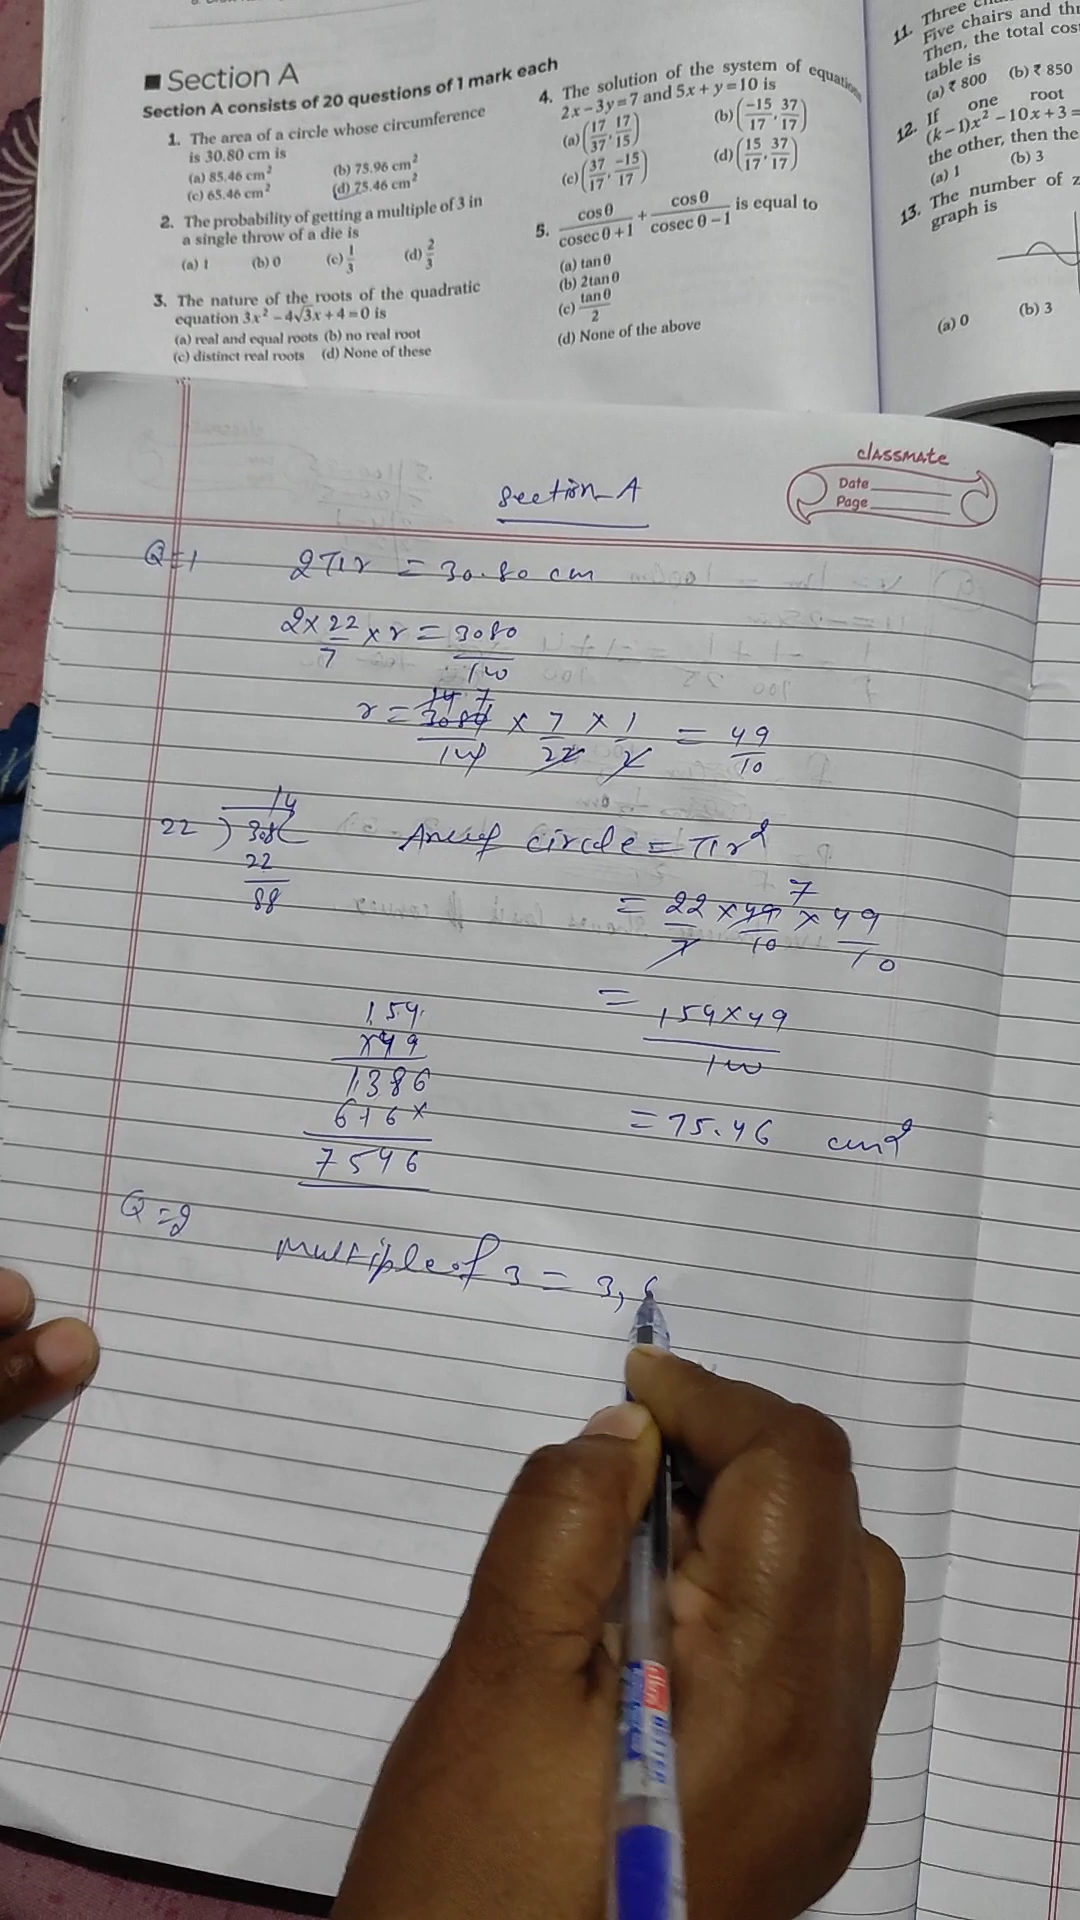 Section A
Section A consists of 20 questions of 1 mark each
1. The area of a circle whose circumference
is 30.80 cm is
(a) 85.46 cm² (b) 75.96 cm²
(c) 65.46 cm² (d) 75.46 cm²
2. The probability of getting a multiple of 3 in
a single throw of a die is
(a) 1 (b) 0 (c) 1/3 (d) 2/3
3. The nature of the roots of the quadratic
equation 3x² - 4√3x + 4 = 0 is
(a) real and equal roots (b) no real root
(c) distinct real roots (d) None of these
4. The solution of the system of equation
2x - 3y = 7 and 5x + y = 10 is
(a) (17/37, 17/15) (b) (-15/17, 37/17)
(c) (37/17, -15/17) (d) (15/17, 37/17)
5. cosθ/(cosec θ + 1) + cosθ/(cosec θ - 1) is equal to
(a) tan θ
(b) 2tan θ
(c) tan θ/2
(d) None of the above
11. Three
Five chairs and
Then, the total cos
table is
(a) ₹ 800 (b) ₹ 850
12. If one root
(k - 1)x² - 10x + 3 =
the other, then the
(a) 1 (b) 3
13. The number of z
graph is
(a) 0 (b) 3
classmate
Date
Page
Section-A
Q=1 2πr = 30.80 cm
2 × 22/7 × r = 3080/100
14 7
r = 3080/100 × 7/22 × 1/2 = 49/10
14
22 ) 308
22
88
Area of circle = πr²
7
= 22/7 × 49/10 × 49/10
= 154×49/100
= 75.46 cm²
154
×49
1386
616×
7546
Q=2
Multiple of 3 = 3, 6